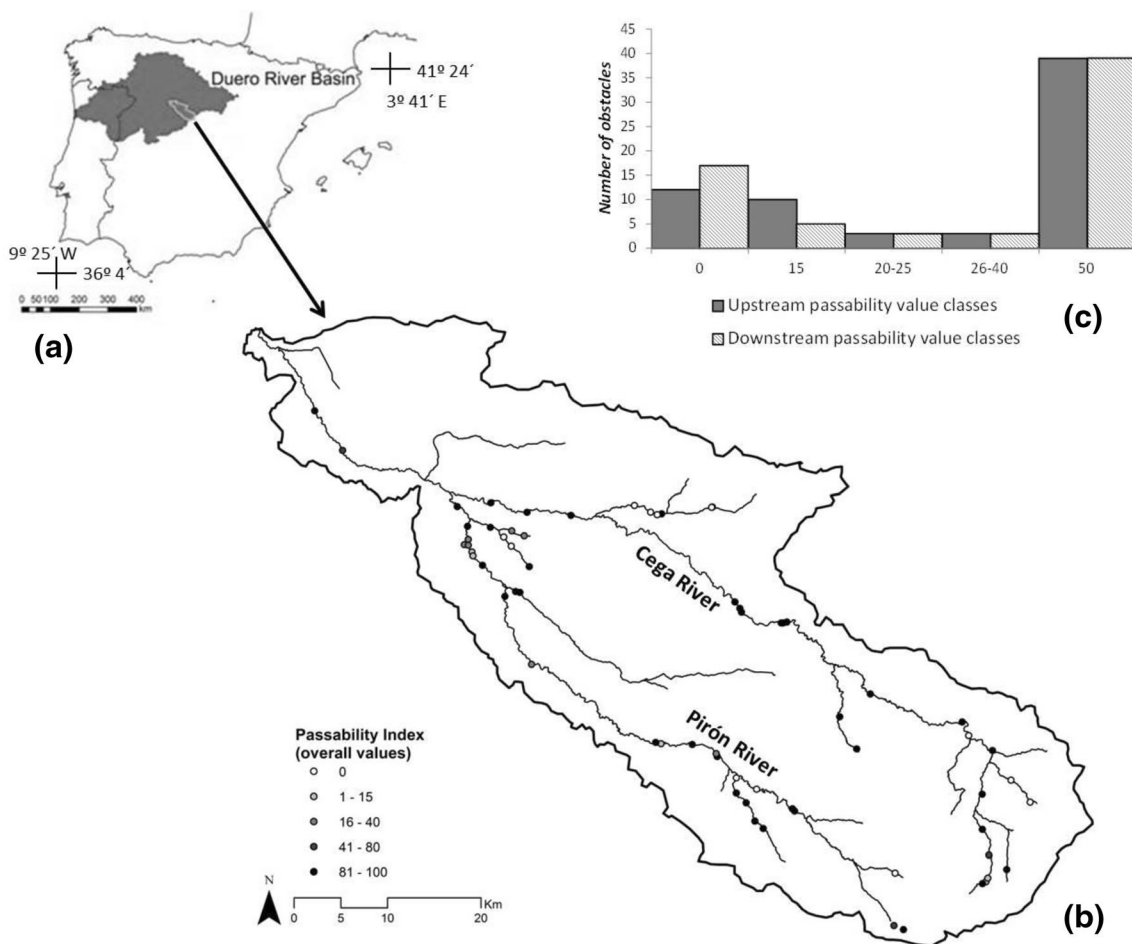 Duero River Basin
41º 24´
3º 41´ E
9º 25´ W
36º 4´
0 50 100 200 300 400
km
(a)
45
40
35
30
25
20
15
10
5
0
Number of obstacles
0 15 20-25 26-40 50
Upstream passability value classes
Downstream passability value classes
(c)
Cega River
Pirón River
Passability Index
(overall values)
0
1 - 15
16 - 40
41 - 80
81 - 100
N
Km
0 5 10 20
(b)